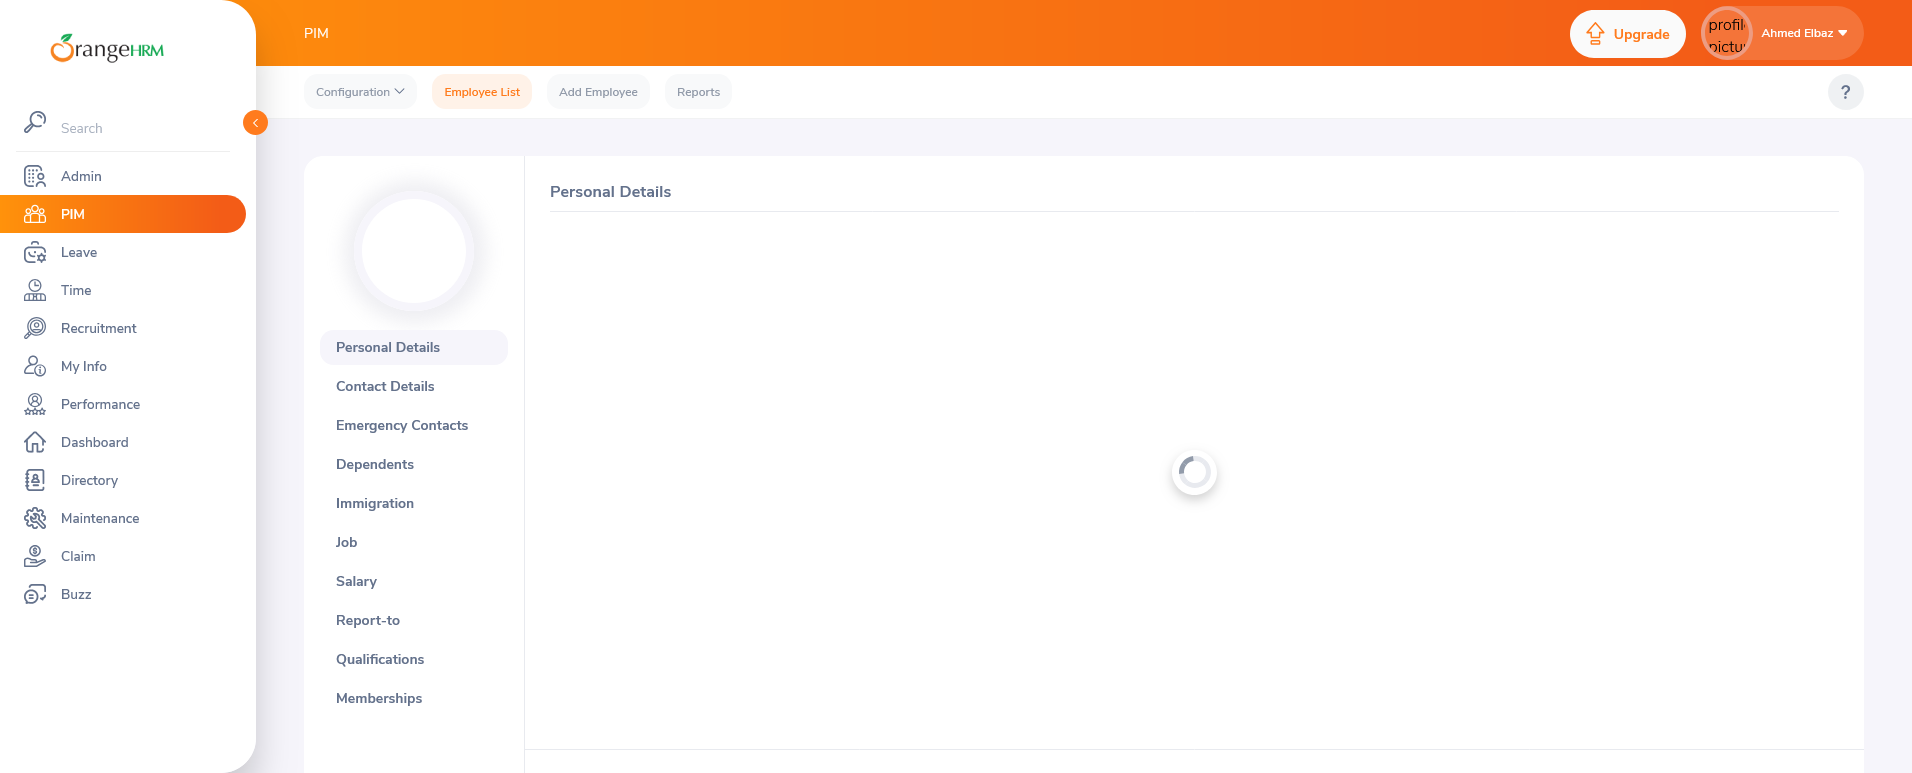 PIM
Upgrade
profil
pictu
Ahmed Elbaz
OrangeHRM
Configuration
Employee List
Add Employee
Reports
?
Search
Admin
PIM
Leave
Time
Recruitment
My Info
Performance
Dashboard
Directory
Maintenance
Claim
Buzz
Personal Details
Contact Details
Emergency Contacts
Dependents
Immigration
Job
Salary
Report-to
Qualifications
Memberships
Personal Details